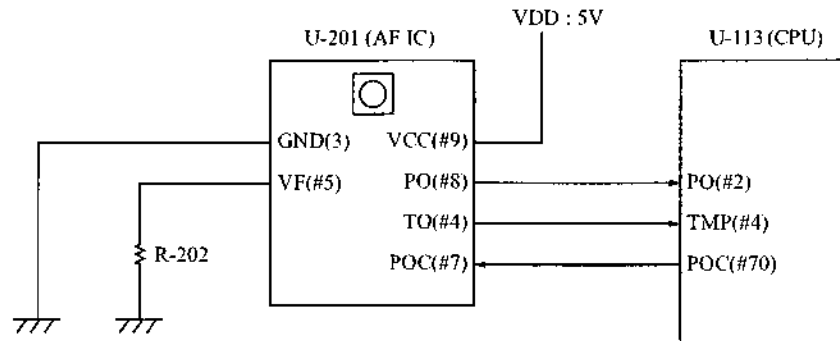 VDD : 5V
U-201 (AF IC)
U-113 (CPU)
GND(3)
VCC(#9)
VF(#5)
PO(#8)
PO(#2)
TO(#4)
TMP(#4)
R-202
POC(#7)
POC(#70)